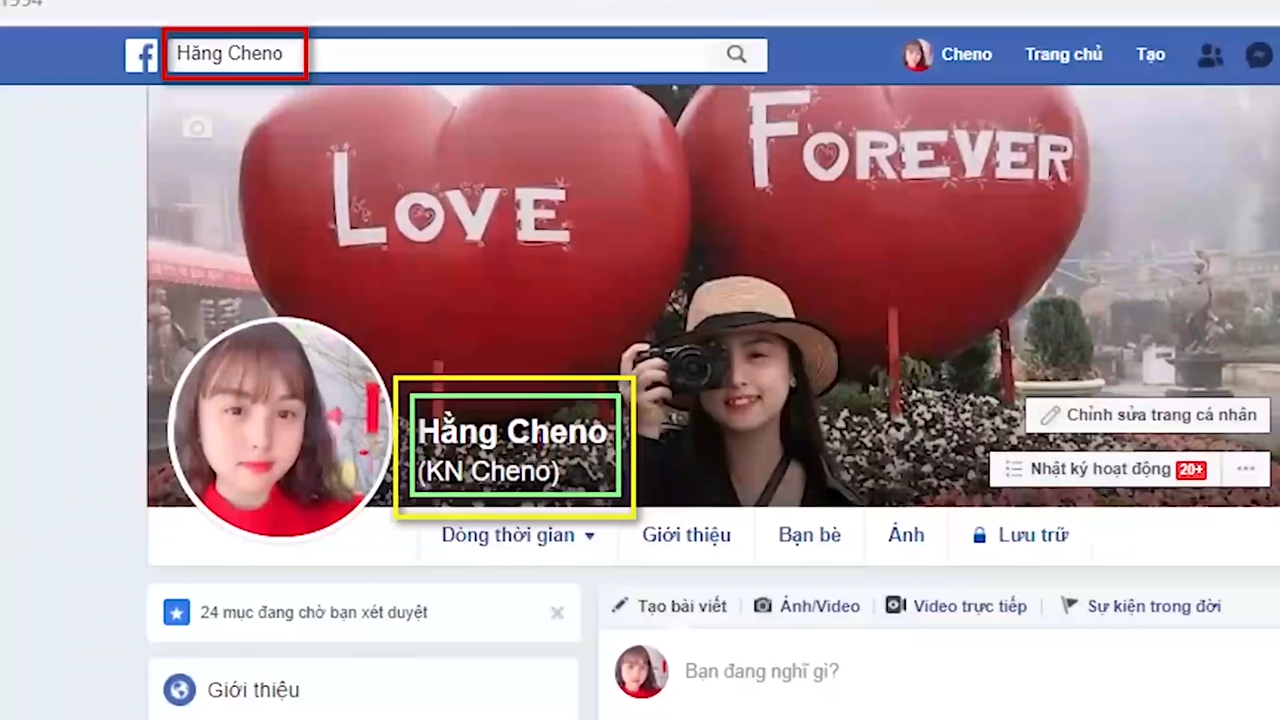 1994
Hằng Cheno
Cheno
Trang chủ
Tạo
LOVE
FOREVER
Hằng Cheno
(KN Cheno)
Chỉnh sửa trang cá nhân
Nhật ký hoạt động 20+
Dòng thời gian
Giới thiệu
Bạn bè
Ảnh
Lưu trữ
24 mục đang chờ bạn xét duyệt
Tạo bài viết
Ảnh/Video
Video trực tiếp
Sự kiện trong đời
Giới thiệu
Bạn đang nghĩ gì?